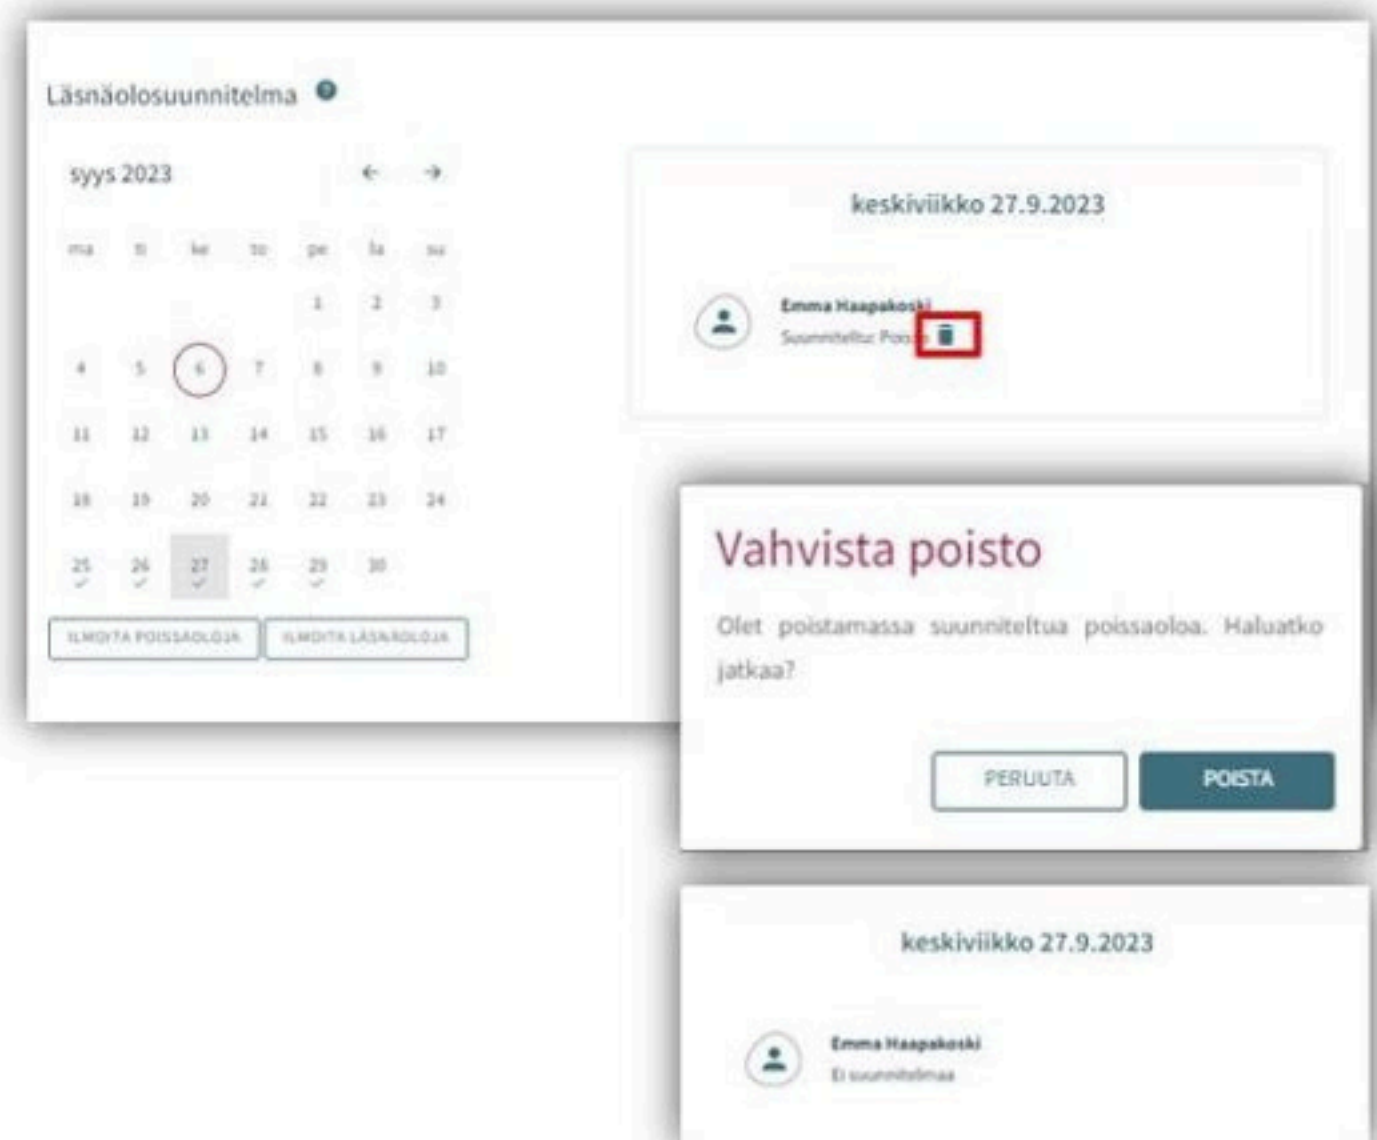 Läsnäolosuunnitelma ?
syys 2023 ← →
ma ti ke to pe la su
1 2 3
4 5 6 7 8 9 10
11 12 13 14 15 16 17
18 19 20 21 22 23 24
25 26 27 28 29 30
ILMOITA POISSAOLOJA ILMOITA LÄSNÄOLOJA
keskiviikko 27.9.2023
Emma Haapakoski
Suunniteltu:
Vahvista poisto
Olet poistamassa suunniteltua poissaoloa. Haluatko
jatkaa?
PERUUTA POISTA
keskiviikko 27.9.2023
Emma Haapakoski
Ei suunnitelmaa